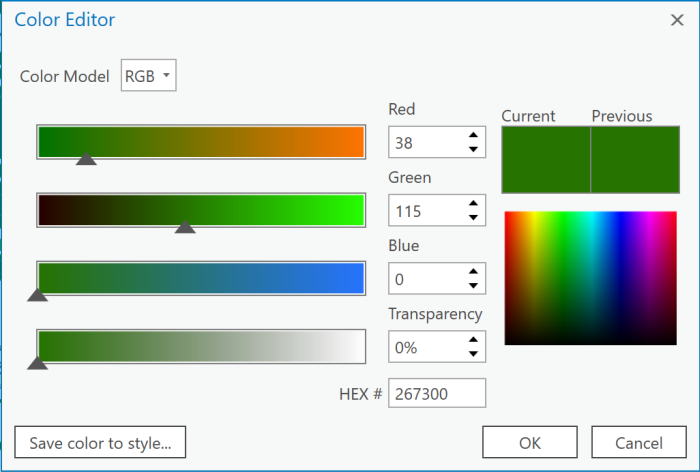 Color Editor
Color Model RGB
Red
38
Green
115
Blue
0
Transparency
0%
HEX # 267300
Current Previous
Save color to style...
OK
Cancel